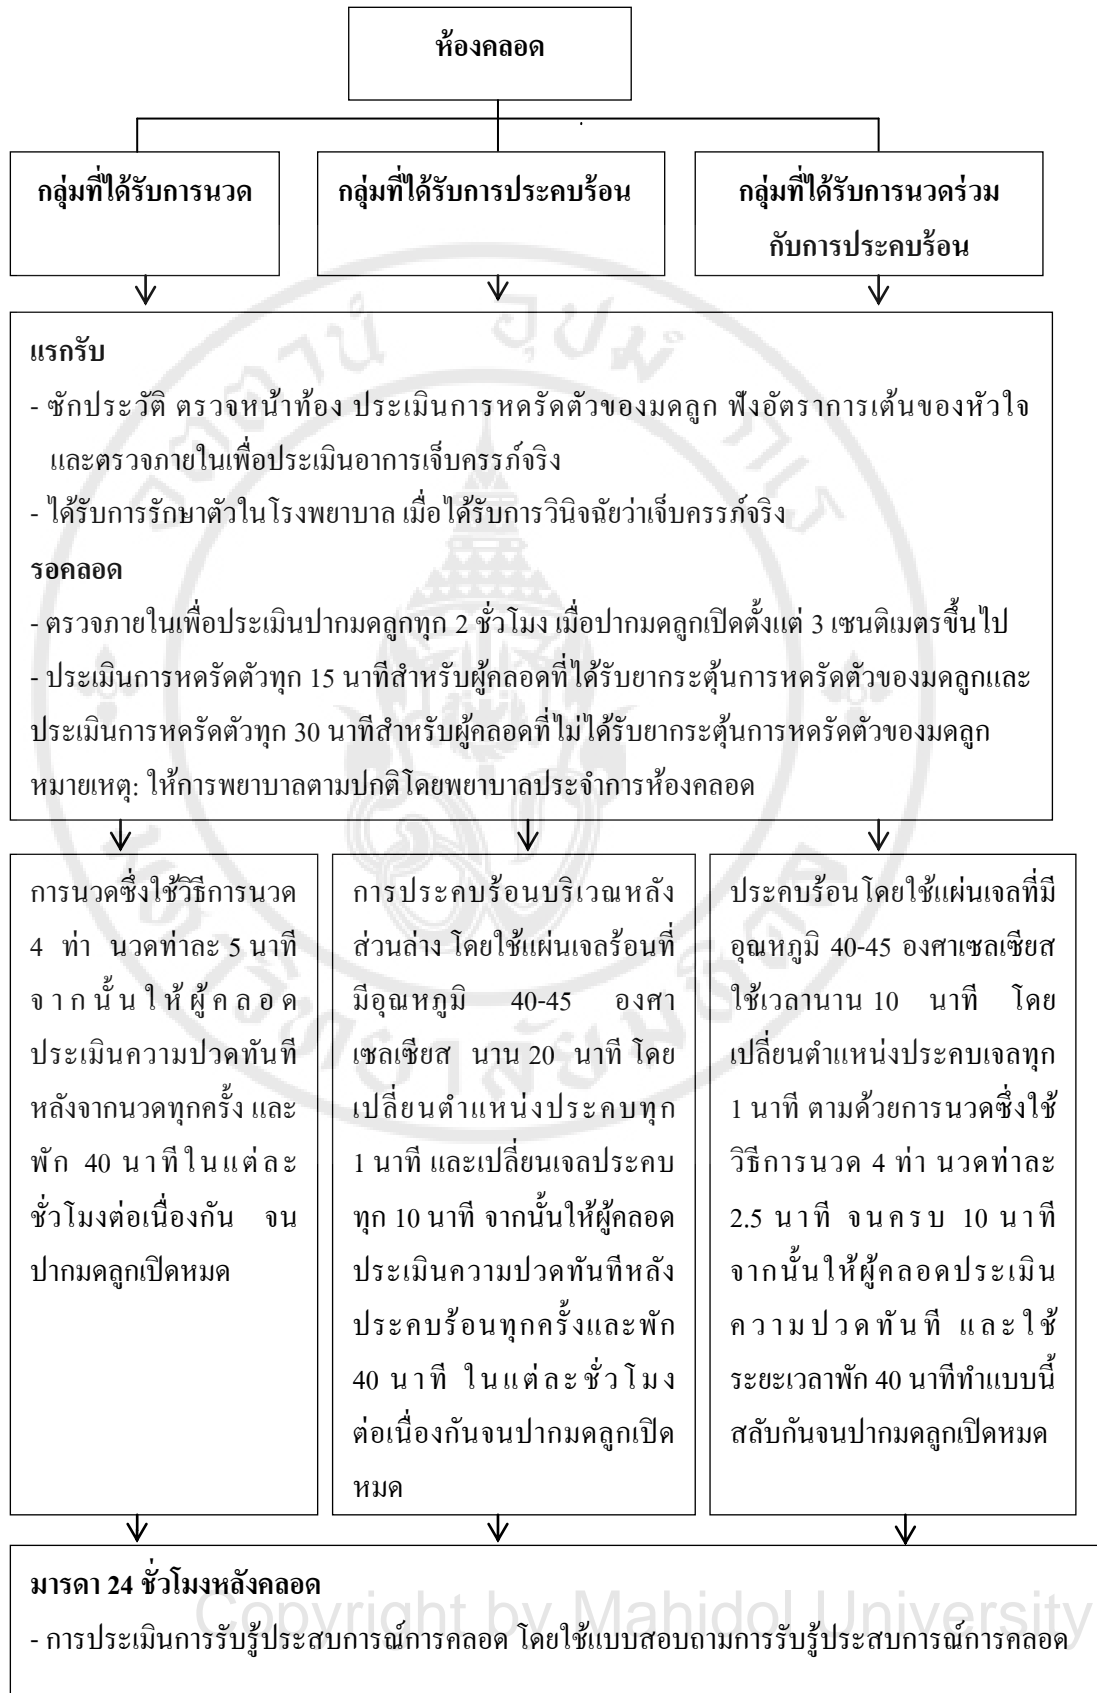 ห้องคลอด
กลุ่มที่ได้รับการนวด
กลุ่มที่ได้รับการประคบร้อน
กลุ่มที่ได้รับการนวดร่วม
กับการประคบร้อน
แรกรับ
- ซักประวัติ ตรวจหน้าท้อง ประเมินการหดรัดตัวของมดลูก ฟังอัตราการเต้นของหัวใจ
และตรวจภายในเพื่อประเมินอาการเจ็บครรภ์จริง
- ได้รับการรักษาตัวในโรงพยาบาล เมื่อได้รับการวินิจฉัยว่าเจ็บครรภ์จริง
รอคลอด
- ตรวจภายในเพื่อประเมินปากมดลูกทุก 2 ชั่วโมง เมื่อปากมดลูกเปิดตั้งแต่ 3 เซนติเมตรขึ้นไป
- ประเมินการหดรัดตัวทุก 15 นาทีสำหรับผู้คลอดที่ได้รับยากระตุ้นการหดรัดตัวของมดลูกและ
ประเมินการหดรัดตัวทุก 30 นาทีสำหรับผู้คลอดที่ไม่ได้รับยากระตุ้นการหดรัดตัวของมดลูก
หมายเหตุ: ให้การพยาบาลตามปกติโดยพยาบาลประจำการห้องคลอด
การนวดซึ่งใช้วิธีการนวด
4 ท่า นวดท่าละ 5 นาที
จากนั้นให้ผู้คลอด
ประเมินความปวดทันที
หลังจากนวดทุกครั้ง และ
พัก 40 นาทีในแต่ละ
ชั่วโมงต่อเนื่องกัน จน
ปากมดลูกเปิดหมด
การประคบร้อนบริเวณหลัง
ส่วนล่าง โดยใช้แผ่นเจลร้อนที่
มีอุณหภูมิ 40-45 องศา
เซลเซียส นาน 20 นาที โดย
เปลี่ยนตำแหน่งประคบทุก
1 นาที และเปลี่ยนเจลประคบ
ทุก 10 นาที จากนั้นให้ผู้คลอด
ประเมินความปวดทันทีหลัง
ประคบร้อนทุกครั้งและพัก
40 นาที ในแต่ละชั่วโมง
ต่อเนื่องกันจนปากมดลูกเปิด
หมด
ประคบร้อนโดยใช้แผ่นเจลที่มี
อุณหภูมิ 40-45 องศาเซลเซียส
ใช้เวลานาน 10 นาที โดย
เปลี่ยนตำแหน่งประคบเจลทุก
1 นาที ตามด้วยการนวดซึ่งใช้
วิธีการนวด 4 ท่า นวดท่าละ
2.5 นาที จนครบ 10 นาที
จากนั้นให้ผู้คลอดประเมิน
ความปวดทันที และใช้
ระยะเวลาพัก 40 นาทีทำแบบนี้
สลับกันจนปากมดลูกเปิดหมด
มารดา 24 ชั่วโมงหลังคลอด
- การประเมินการรับรู้ประสบการณ์การคลอด โดยใช้แบบสอบถามการรับรู้ประสบการณ์การคลอด
Copyright by Mahidol University
อตฺตานํ อุปมํ กเร
มหาวิทยาลัยมหิดล